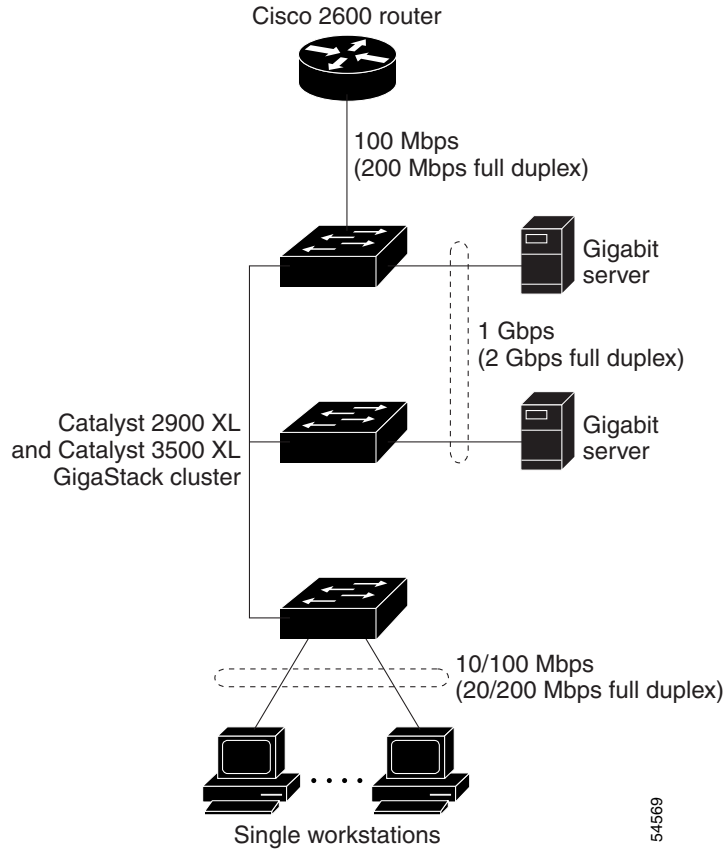 Cisco 2600 router
100 Mbps
(200 Mbps full duplex)
Gigabit
server
1 Gbps
(2 Gbps full duplex)
Catalyst 2900 XL
and Catalyst 3500 XL
GigaStack cluster
Gigabit
server
10/100 Mbps
(20/200 Mbps full duplex)
Single workstations
54569